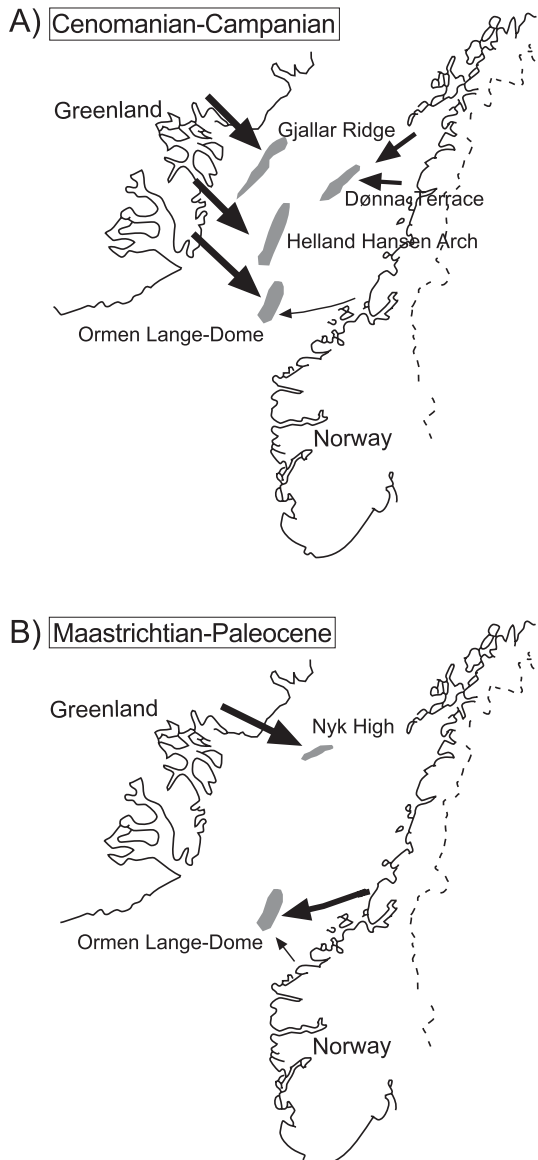 A) Cenomanian-Campanian
Greenland
Gjallar Ridge
Dønna Terrace
Helland Hansen Arch
Ormen Lange-Dome
Norway
B) Maastrichtian-Paleocene
Greenland
Nyk High
Ormen Lange-Dome
Norway